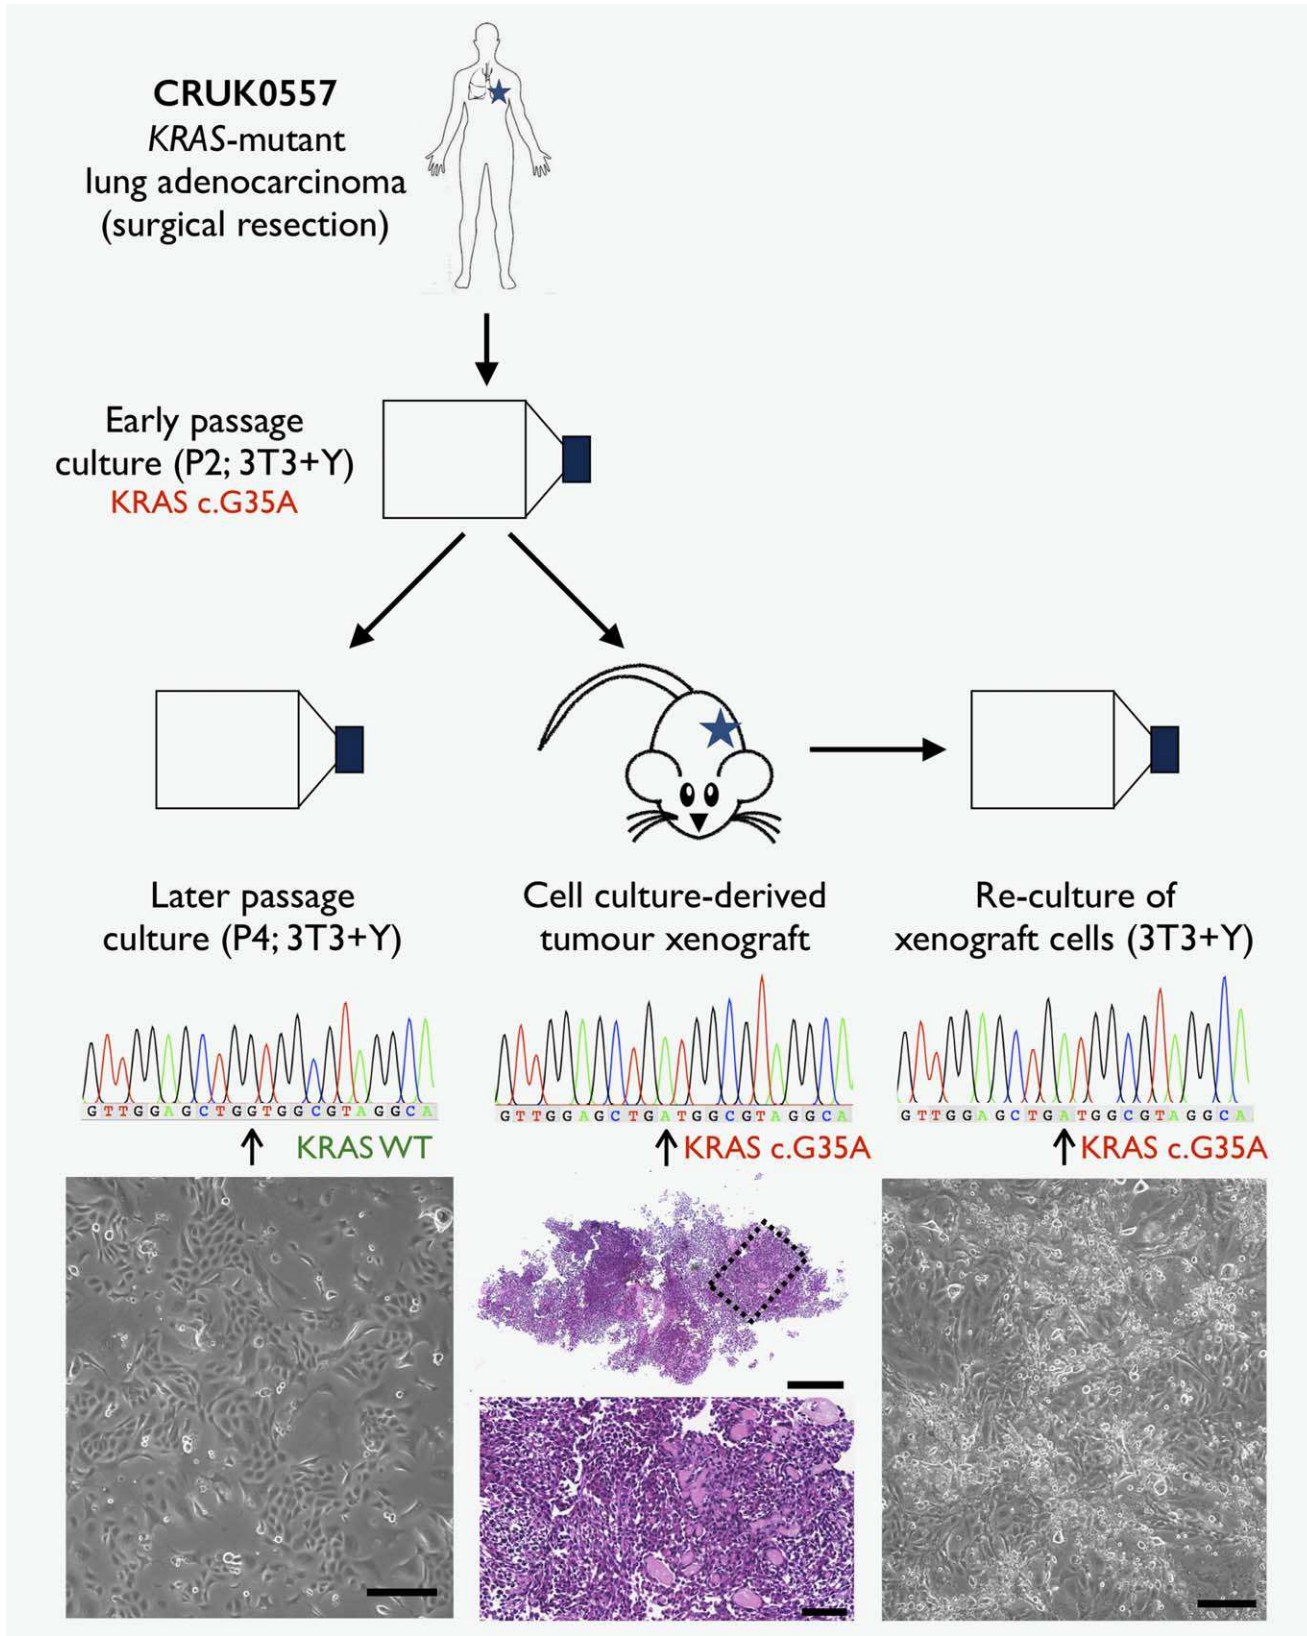 CRUK0557
KRAS-mutant
lung adenocarcinoma
(surgical resection)
Early passage
culture (P2; 3T3+Y)
KRAS c.G35A
Later passage
culture (P4; 3T3+Y)
Cell culture-derived
tumour xenograft
Re-culture of
xenograft cells (3T3+Y)
GTTGGAGCTGGTGGCGTAGGCA
GTTGGAGCTGATGGCGTAGGCA
GTTGGAGCTGATGGCGTAGGCA
KRAS WT
KRAS c.G35A
KRAS c.G35A